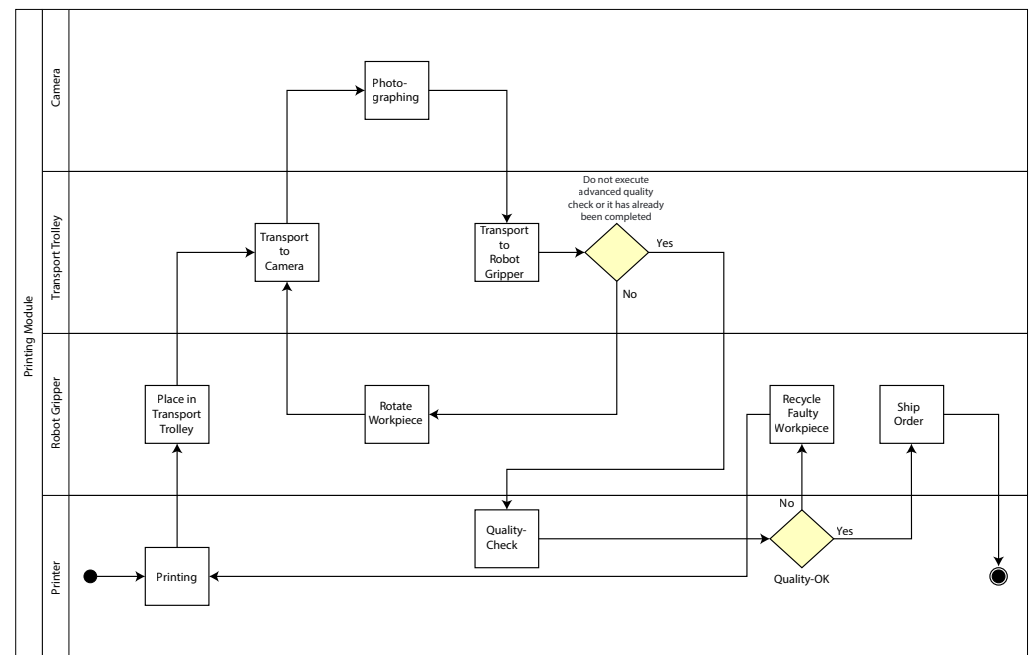 Printing Module
Camera
Photo-
graphing
Transport Trolley
Transport
to
Camera
Transport
to
Robot
Gripper
Do not execute
advanced quality
check or it has already
been completed
Yes
No
Robot Gripper
Place in
Transport
Trolley
Rotate
Workpiece
Recycle
Faulty
Workpiece
Ship
Order
Printer
Printing
Quality-
Check
No
Yes
Quality-OK